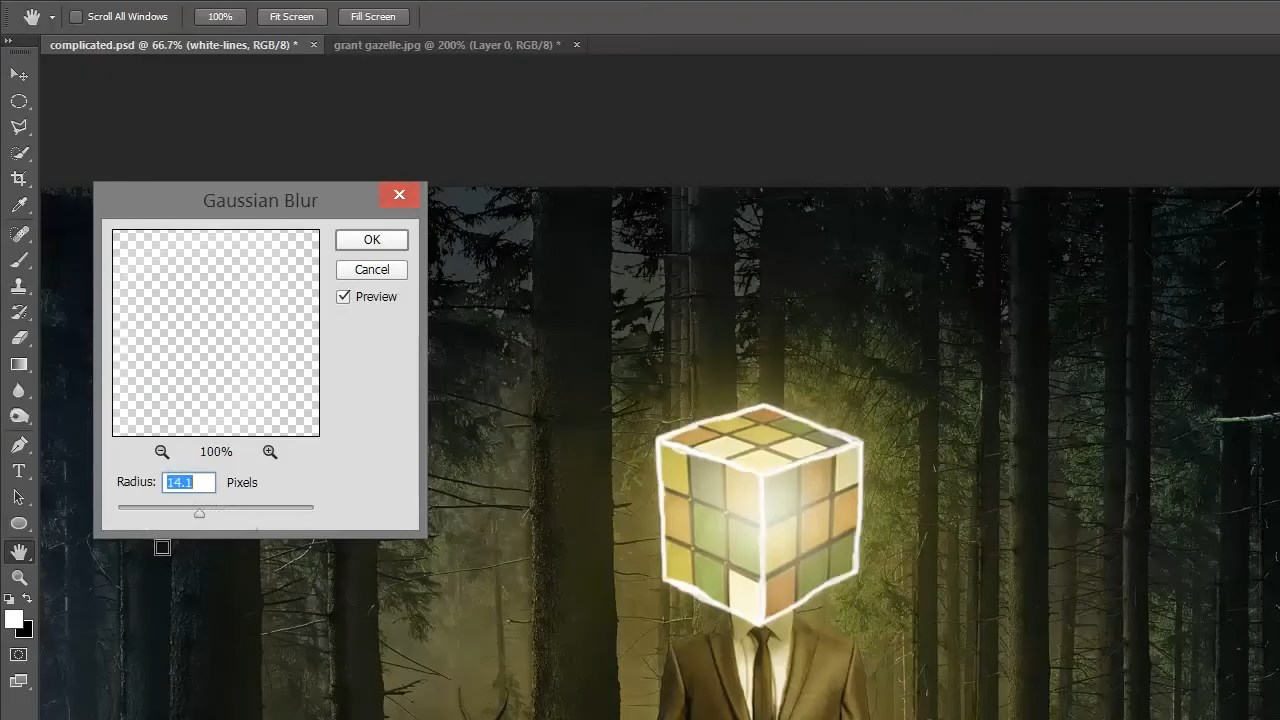 Scroll All Windows
100%
Fit Screen
Fill Screen
complicated.psd @ 66.7% (white-lines, RGB/8) *
grant gazelle.jpg @ 200% (Layer 0, RGB/8) *
Gaussian Blur
OK
Cancel
Preview
100%
Radius: 14.1 Pixels
T